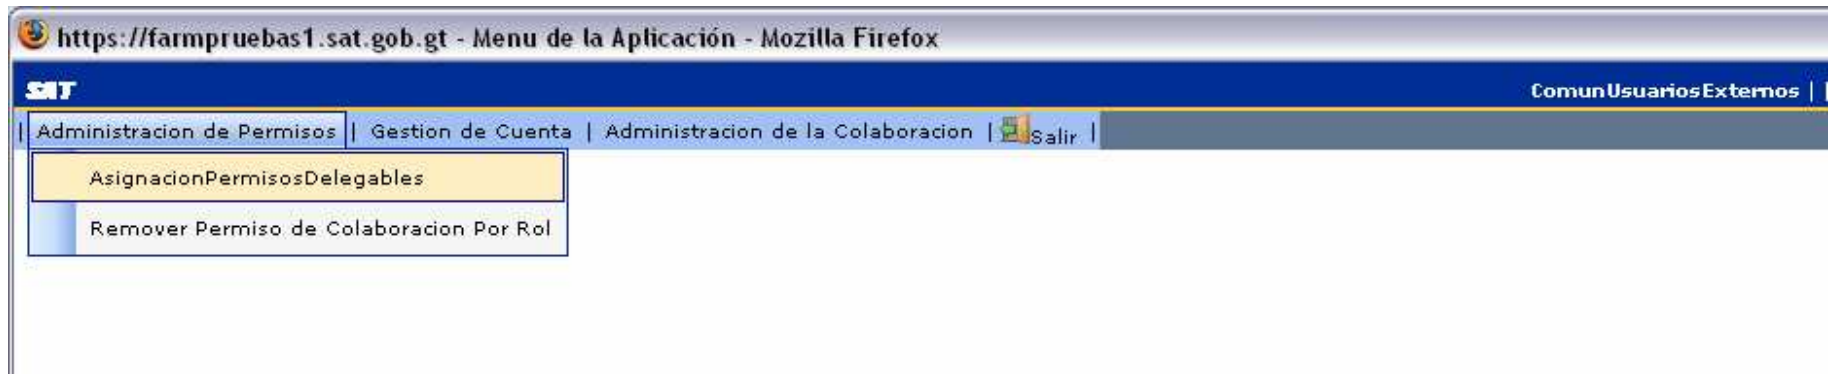 https://farmpruebas1.sat.gob.gt - Menu de la Aplicación - Mozilla Firefox
SAT ComunUsuariosExternos |
| Administracion de Permisos | Gestion de Cuenta | Administracion de la Colaboracion | Salir |
AsignacionPermisosDelegables
Remover Permiso de Colaboracion Por Rol